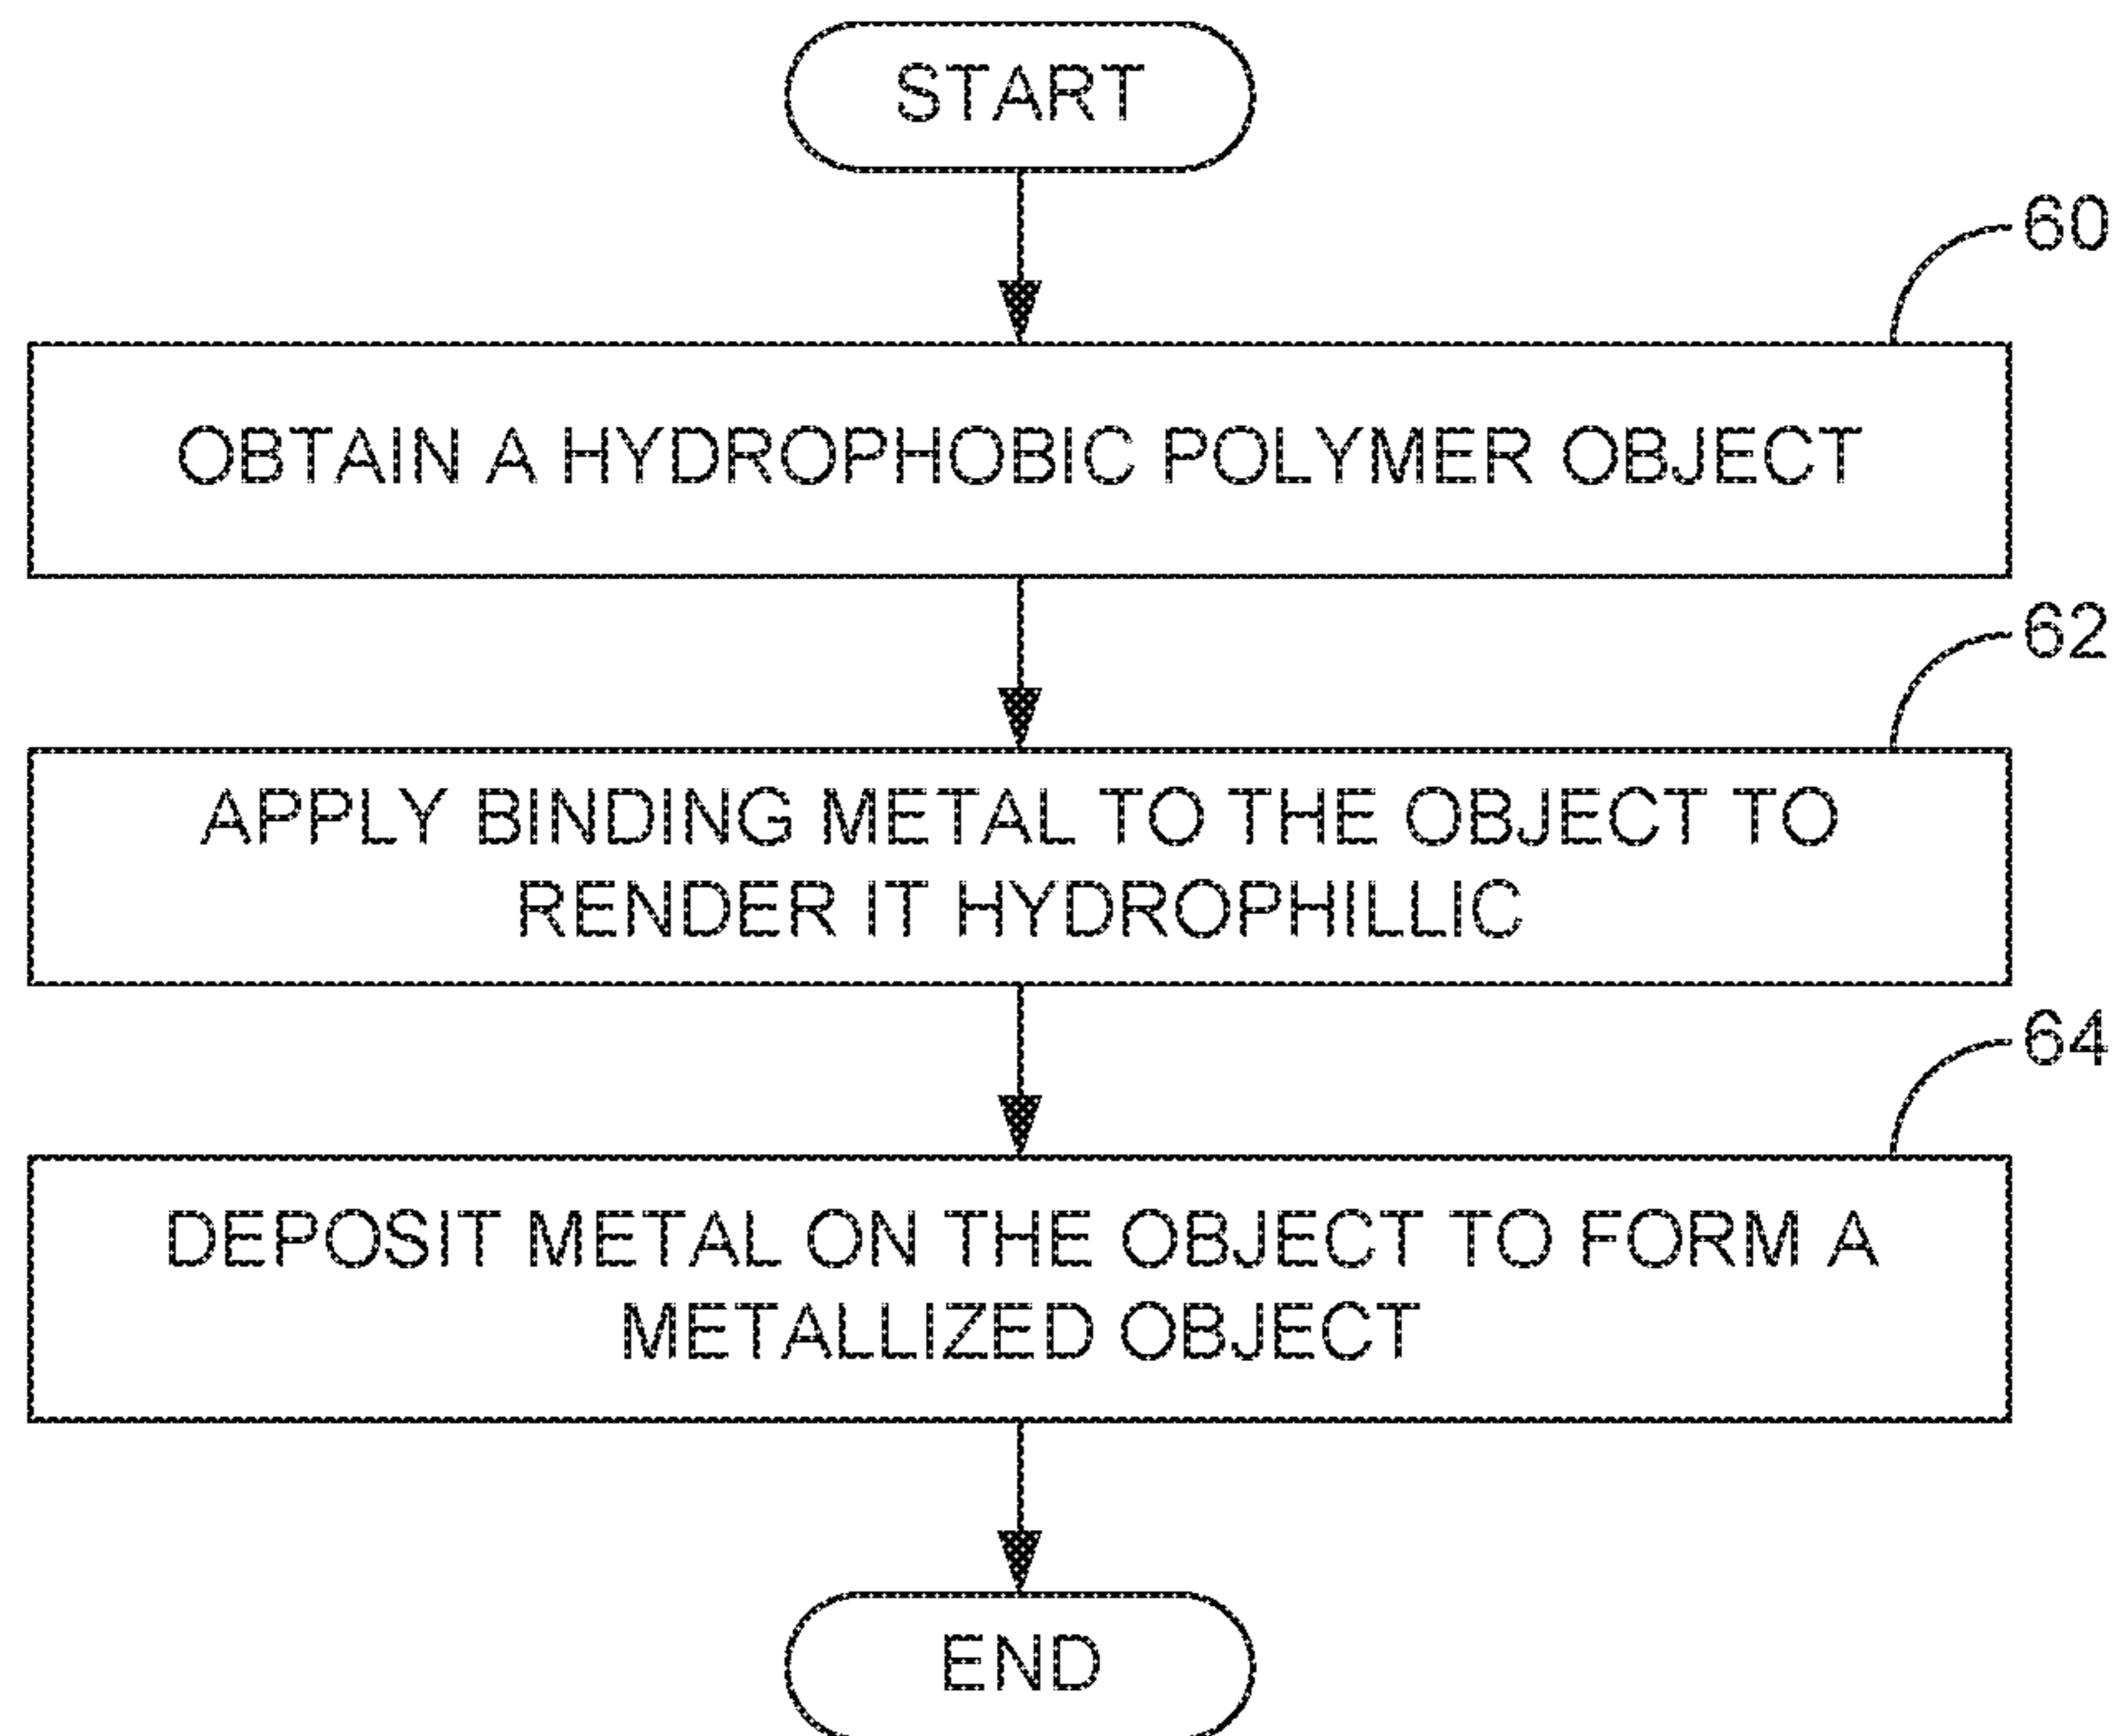 START
60
OBTAIN A HYDROPHOBIC POLYMER OBJECT
62
APPLY BINDING METAL TO THE OBJECT TO
RENDER IT HYDROPHILLIC
64
DEPOSIT METAL ON THE OBJECT TO FORM A
METALLIZED OBJECT
END